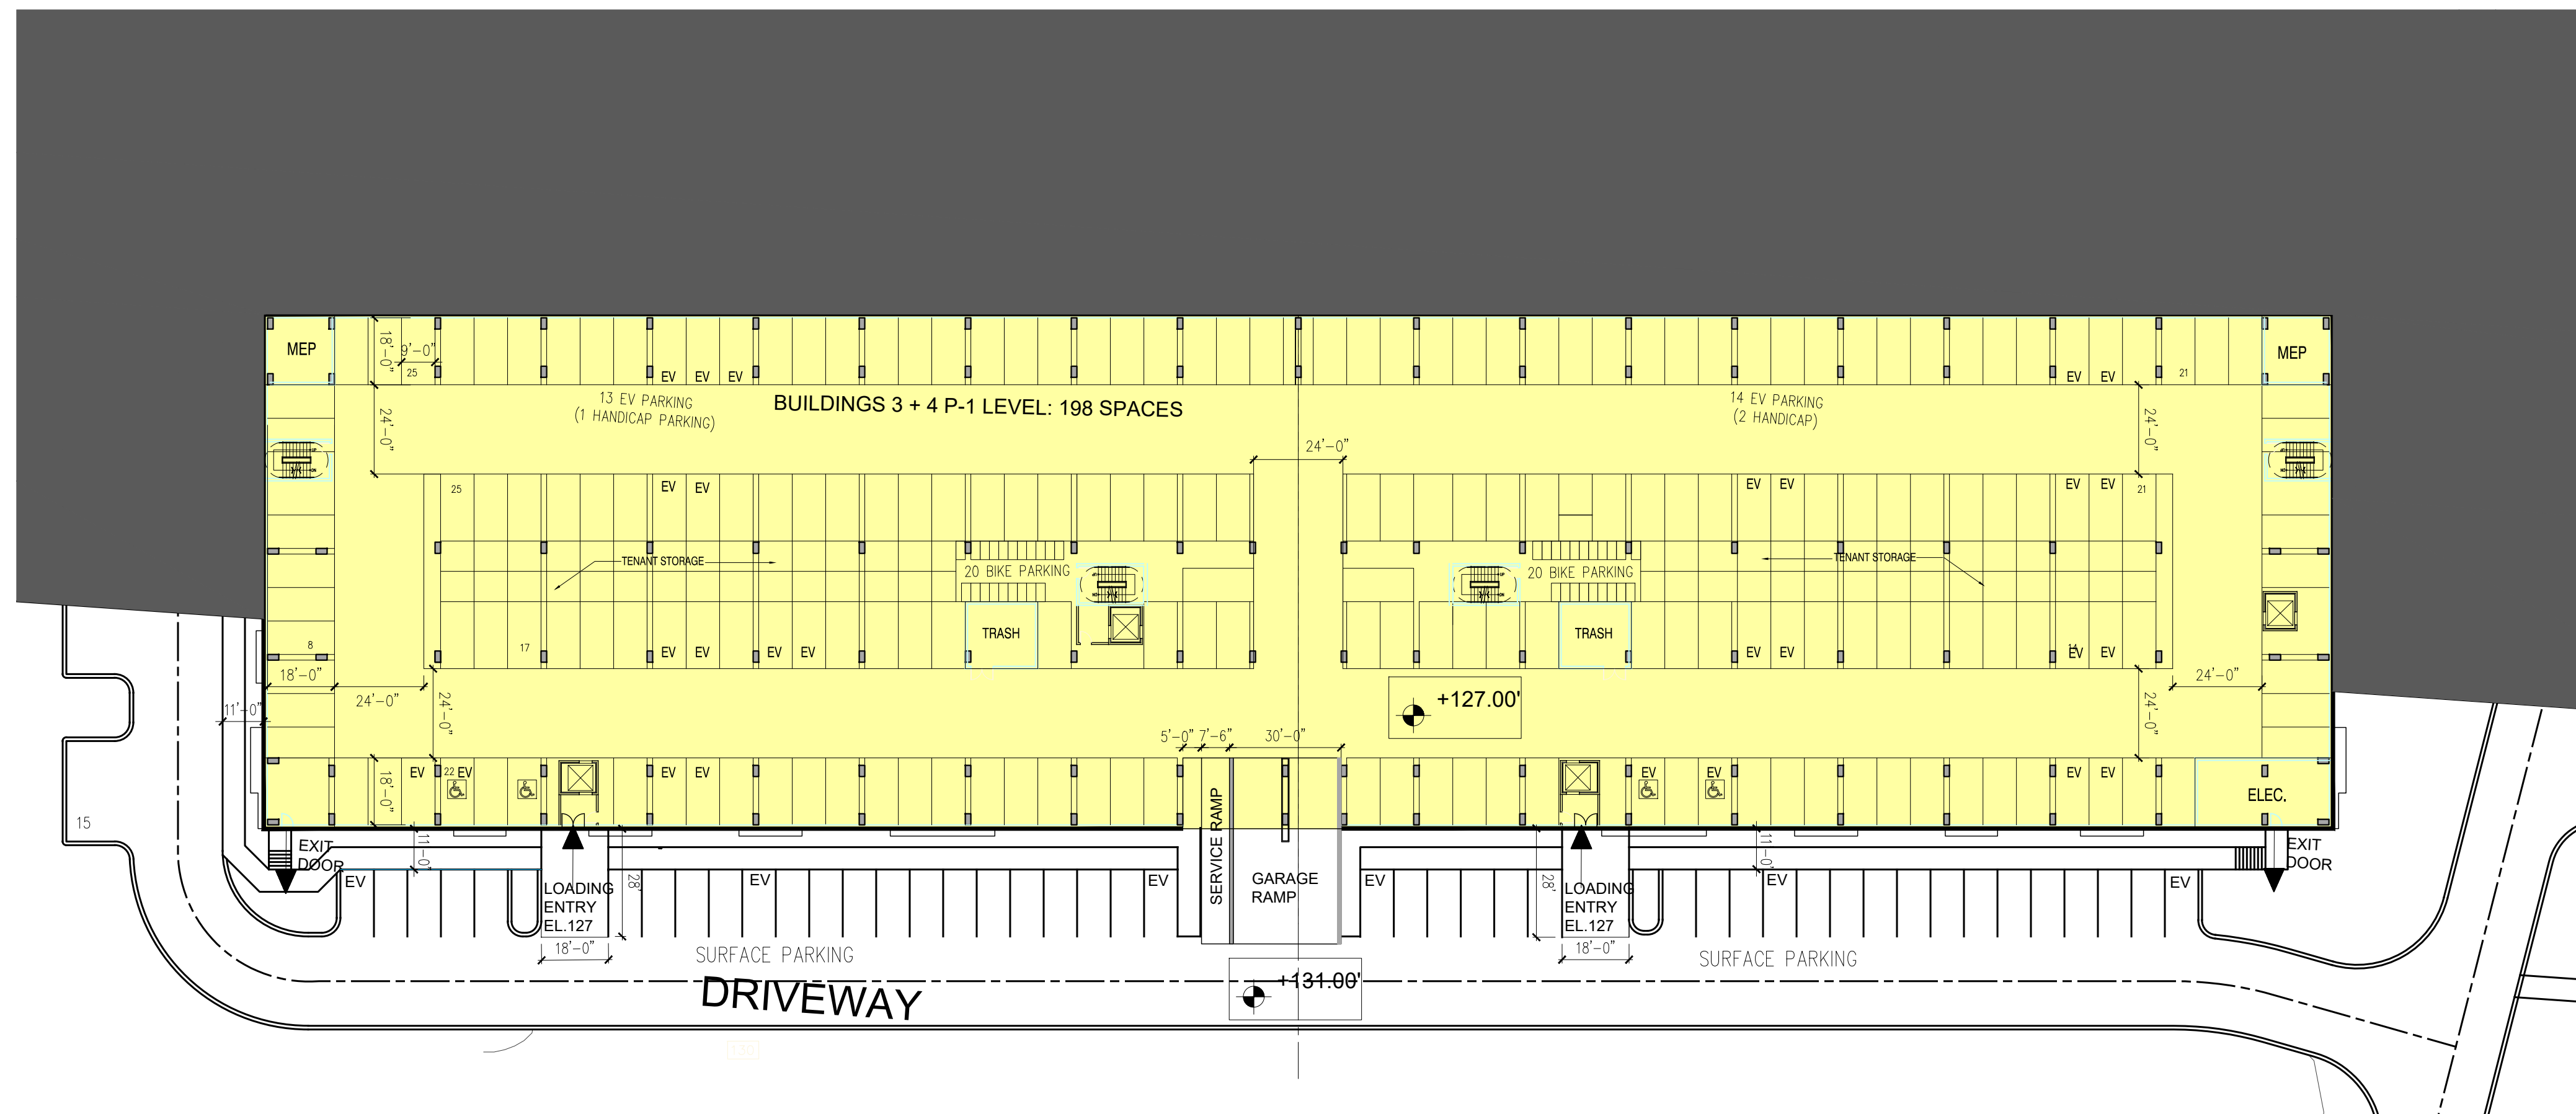 MEP
18'-0"
9'-0"
25
EV EV EV
EV EV
21
MEP
13 EV PARKING
(1 HANDICAP PARKING)
BUILDINGS 3 + 4 P-1 LEVEL: 198 SPACES
14 EV PARKING
(2 HANDICAP)
24'-0"
24'-0"
24'-0"
25
EV EV
EV EV
EV EV
21
TENANT STORAGE
20 BIKE PARKING
20 BIKE PARKING
TENANT STORAGE
TRASH
TRASH
8
17
EV EV
EV EV
EV EV
EV EV
18'-0"
24'-0"
24'-0"
11'-0"
24'-0"
24'-0"
+127.00'
5'-0" 7'-6" 30'-0"
18'-0"
EV
22 EV
EV EV
EV
EV
EV EV
ELEC.
15
SERVICE RAMP
GARAGE
RAMP
EXIT
DOOR
11'-0"
11'-0"
EXIT
DOOR
EV
EV
EV
EV
EV
EV
LOADING
ENTRY
EL.127
28'
28'
LOADING
ENTRY
EL.127
18'-0"
18'-0"
SURFACE PARKING
SURFACE PARKING
DRIVEWAY
+131.00'